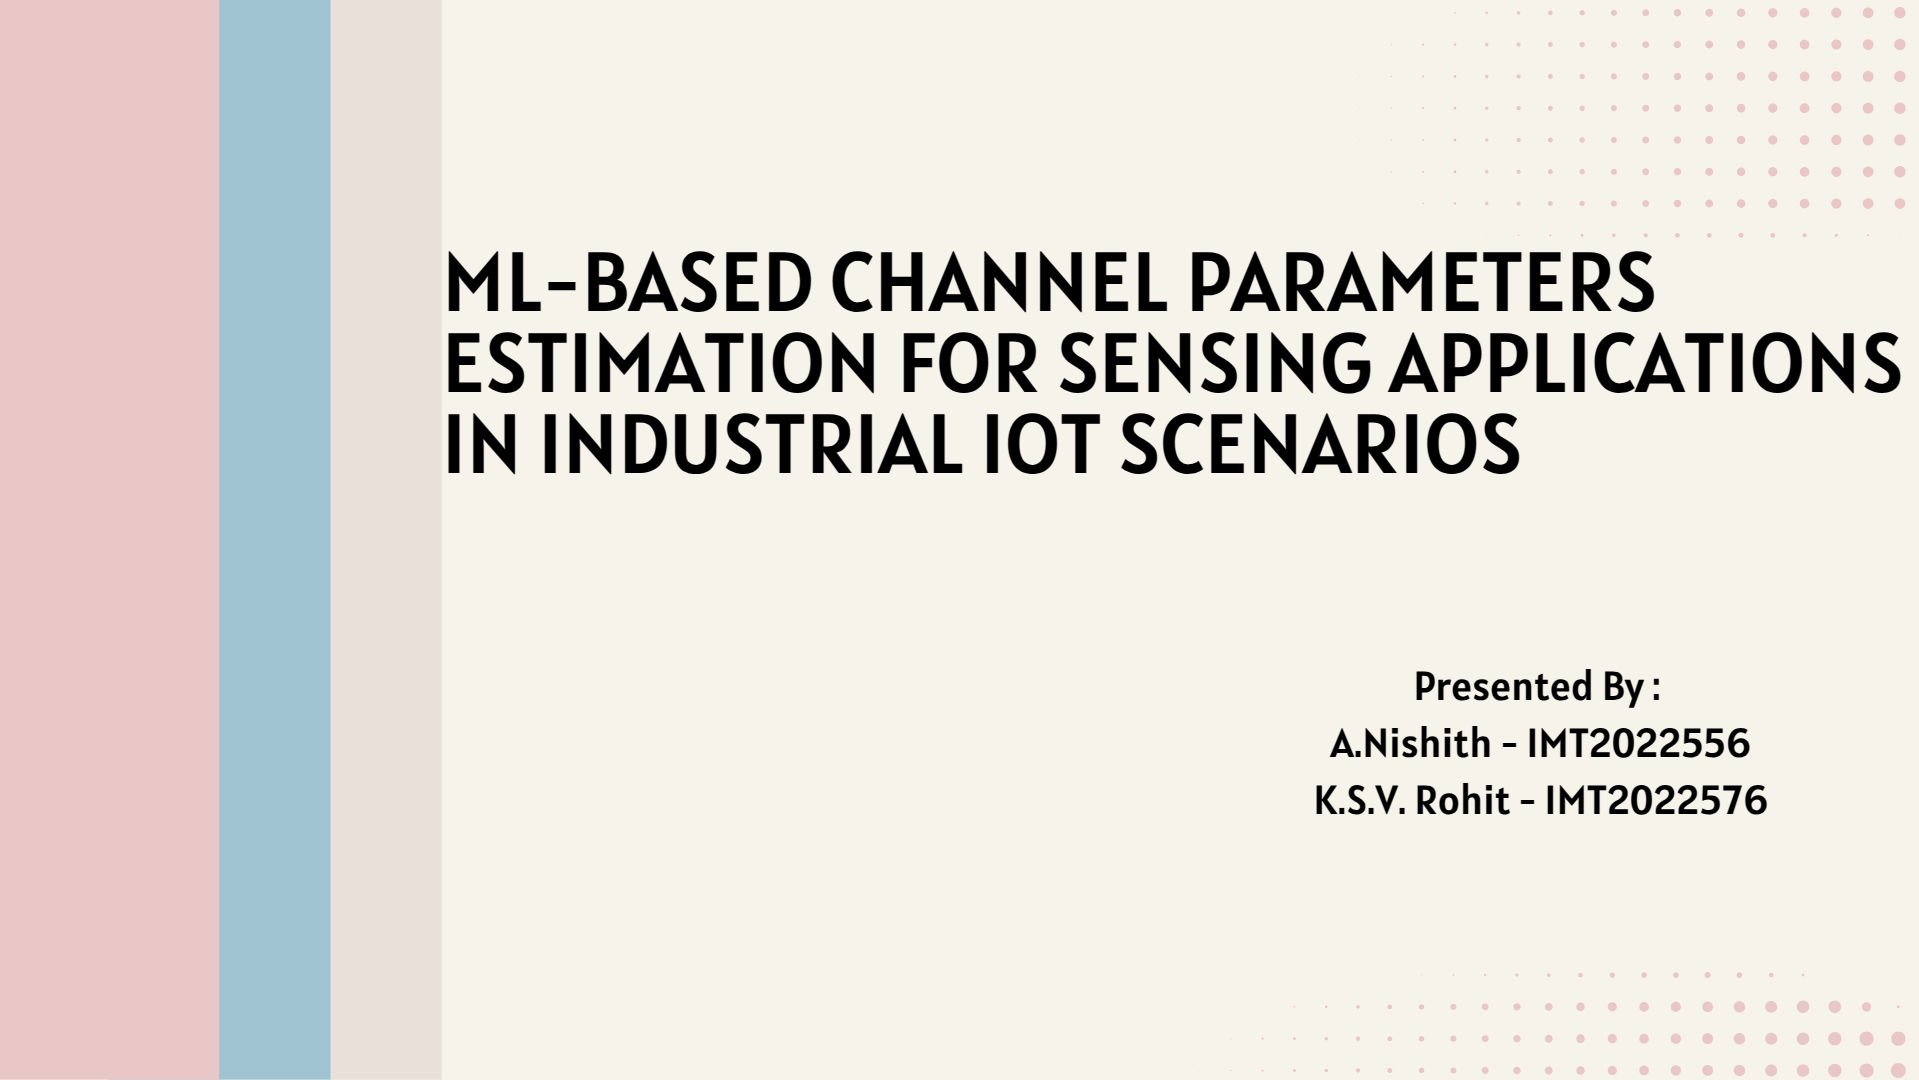 ML-BASED CHANNEL PARAMETERS
ESTIMATION FOR SENSING APPLICATIONS
IN INDUSTRIAL IOT SCENARIOS
Presented By :
A.Nishith - IMT2022556
K.S.V. Rohit - IMT2022576